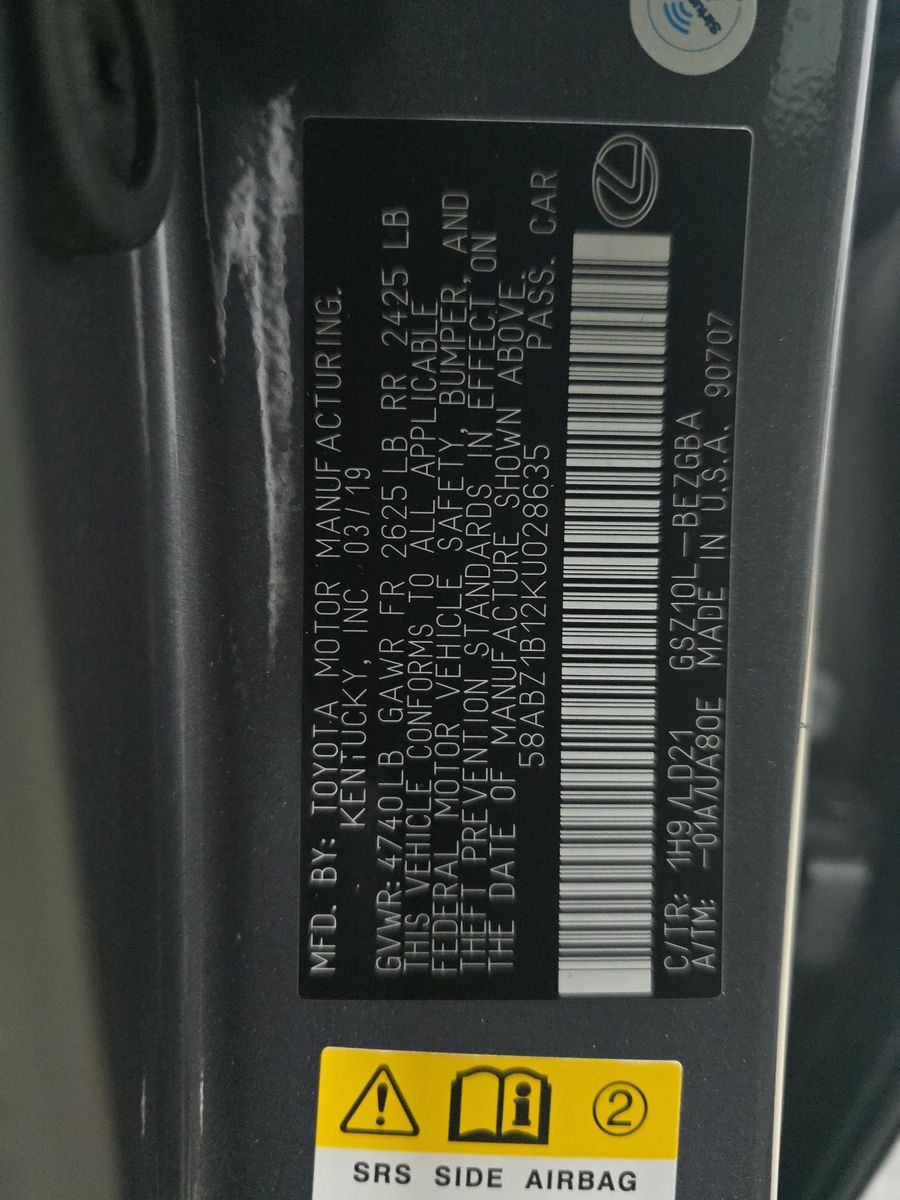 Sirius
MFD. BY: TOYOTA MOTOR MANUFACTURING.
KENTUCKY, INC 03/19
GVWR: 4740LB GAWR FR 2625 LB RR 2425 LB
THIS VEHICLE CONFORMS TO ALL APPLICABLE
FEDERAL MOTOR VEHICLE SAFETY, BUMPER, AND
THEFT PREVENTION STANDARDS IN EFFECT ON
THE DATE OF MANUFACTURE SHOWN ABOVE.
58ABZ1B12KU028635 PASS. CAR
C/TR: 1H9/LD21 GSZ10L-BEZGBA
A/TM: -01A/UA80E MADE IN U.S.A. 90707
2
SRS SIDE AIRBAG